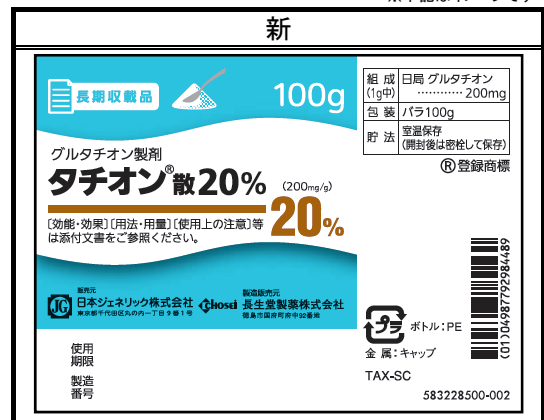 新
長期収載品
100g
グルタチオン製剤
タチオン®散20%
(200mg/g)
20%
〔効能・効果〕〔用法・用量〕〔使用上の注意〕等
は添付文書をご参照ください。
販売元
JG 日本ジェネリック株式会社
東京都千代田区丸の内一丁目9番1号
製造販売元
Chosei 長生堂製薬株式会社
徳島市国府町府中92番地
使用
期限
製造
番号
組成 日局 グルタチオン
(1g中) ············ 200mg
包装 バラ100g
貯法 室温保存
(開封後は密栓して保存)
Ⓡ登録商標
(01)04987792984489
プラ ボトル：PE
金属：キャップ
TAX-SC
583228500-002